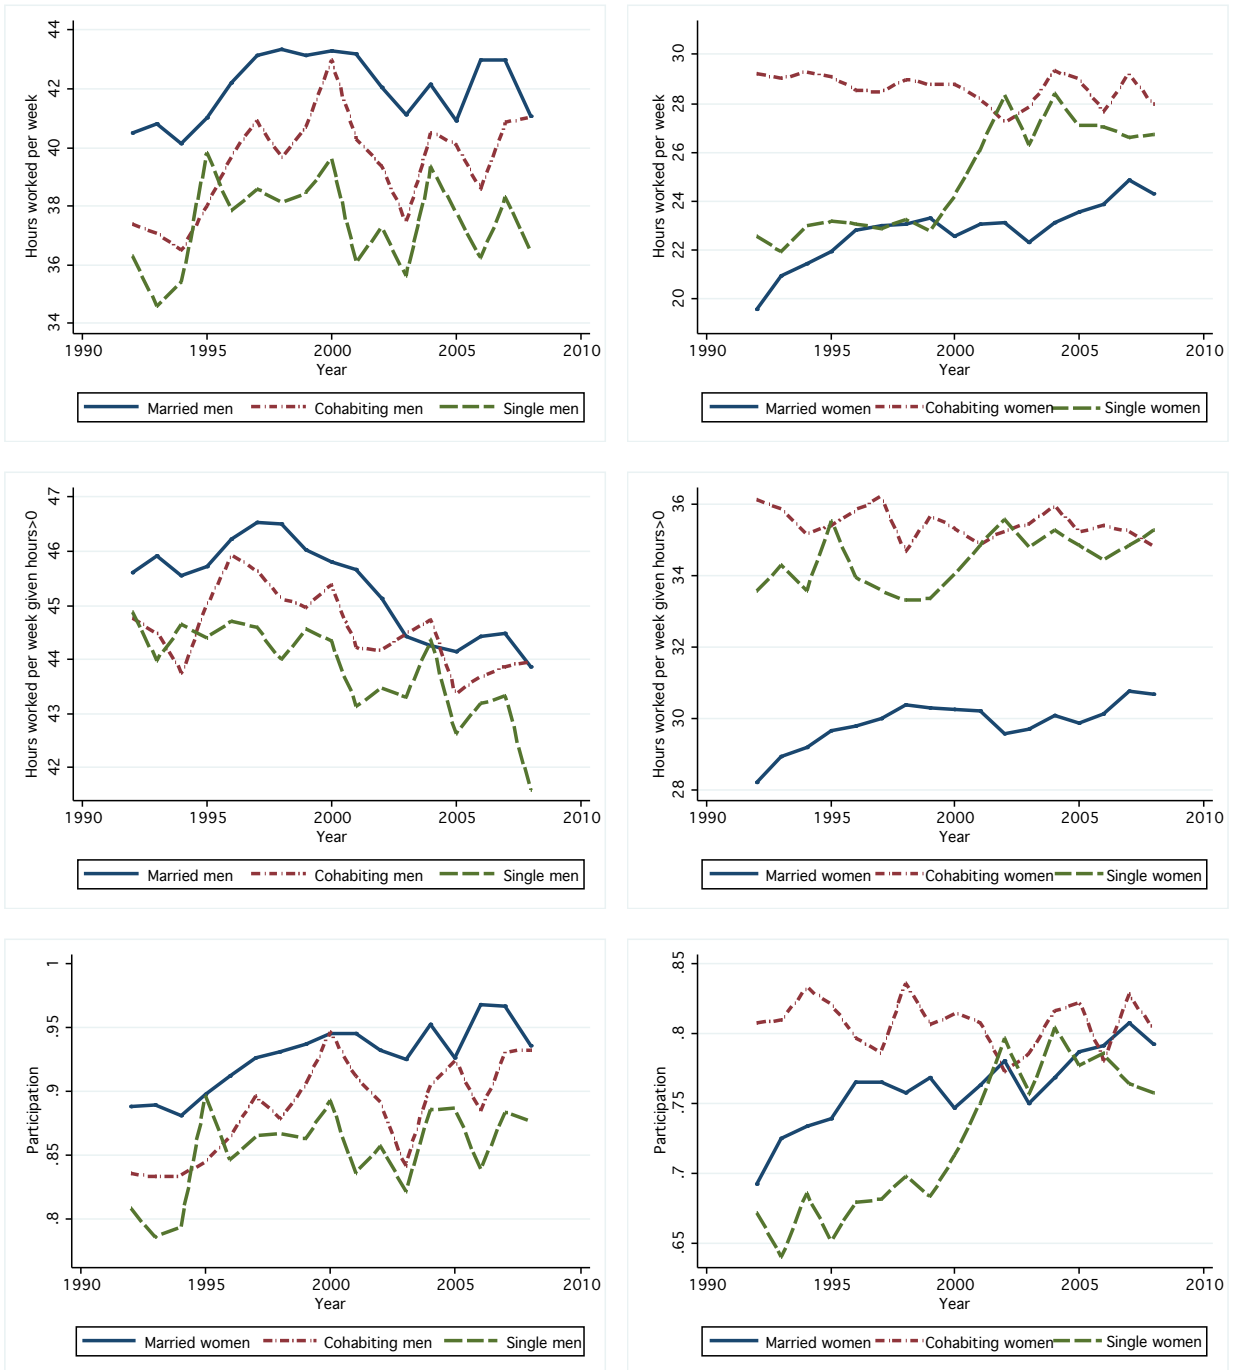 Hours worked per week
44
42
40
38
36
34
1990 1995 2000 2005 2010
Year
Married men Cohabiting men Single men
Hours worked per week
30
28
26
24
22
20
1990 1995 2000 2005 2010
Year
Married women Cohabiting women Single women
Hours worked per week given hours>0
47
46
45
44
43
42
1990 1995 2000 2005 2010
Year
Married men Cohabiting men Single men
Hours worked per week given hours>0
36
34
32
30
28
1990 1995 2000 2005 2010
Year
Married women Cohabiting women Single women
Participation
1
.95
.9
.85
.8
1990 1995 2000 2005 2010
Year
Married women Cohabiting men Single men
Participation
.85
.8
.75
.7
.65
1990 1995 2000 2005 2010
Year
Married women Cohabiting women Single women